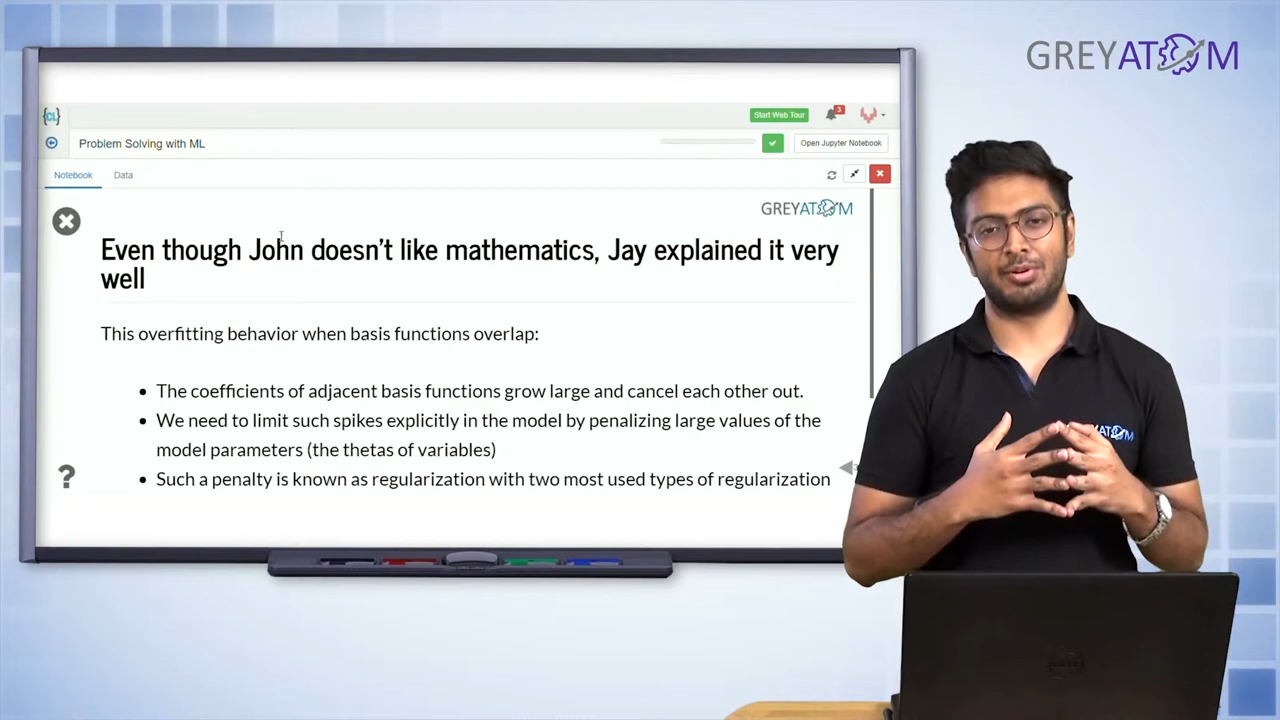 GREYATOM
{CL}
Start Web Tour
3
Problem Solving with ML
Open Jupyter Notebook
Notebook
Data
GREYATOM
Even though John doesn't like mathematics, Jay explained it very
well
This overfitting behavior when basis functions overlap:
The coefficients of adjacent basis functions grow large and cancel each other out.
We need to limit such spikes explicitly in the model by penalizing large values of the
model parameters (the thetas of variables)
?
Such a penalty is known as regularization with two most used types of regularization
DELL